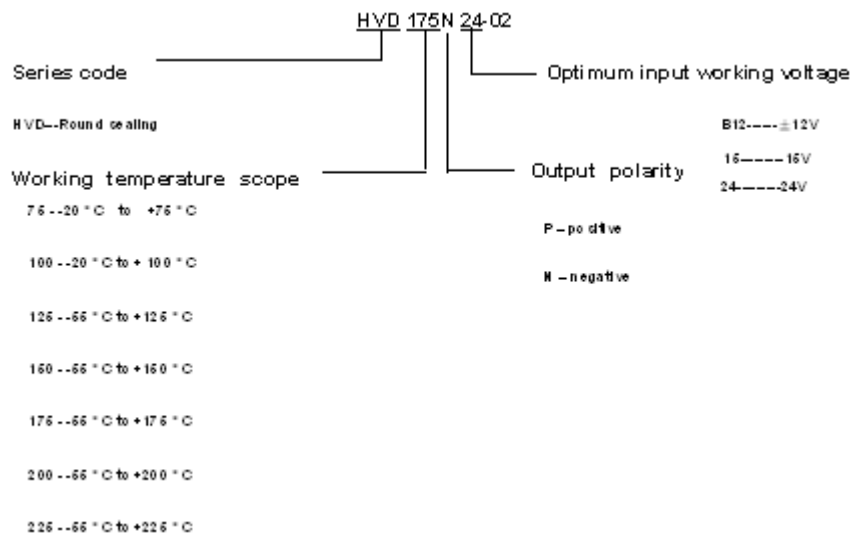 HVD 175N 24-02
Series code
Optimum input working voltage
HVD---Round sealing
B12-----±12V
15------15V
24-------24V
Working temperature scope
Output polarity
75 --20 °C to +75 °C
P – positive
100 --20 °C to + 100 °C
N – negative
125 --55 °C to +125 °C
150 --55 °C to +150 °C
175 --55 °C to +175 °C
200 --55 °C to +200 °C
225 --55 °C to +225 °C